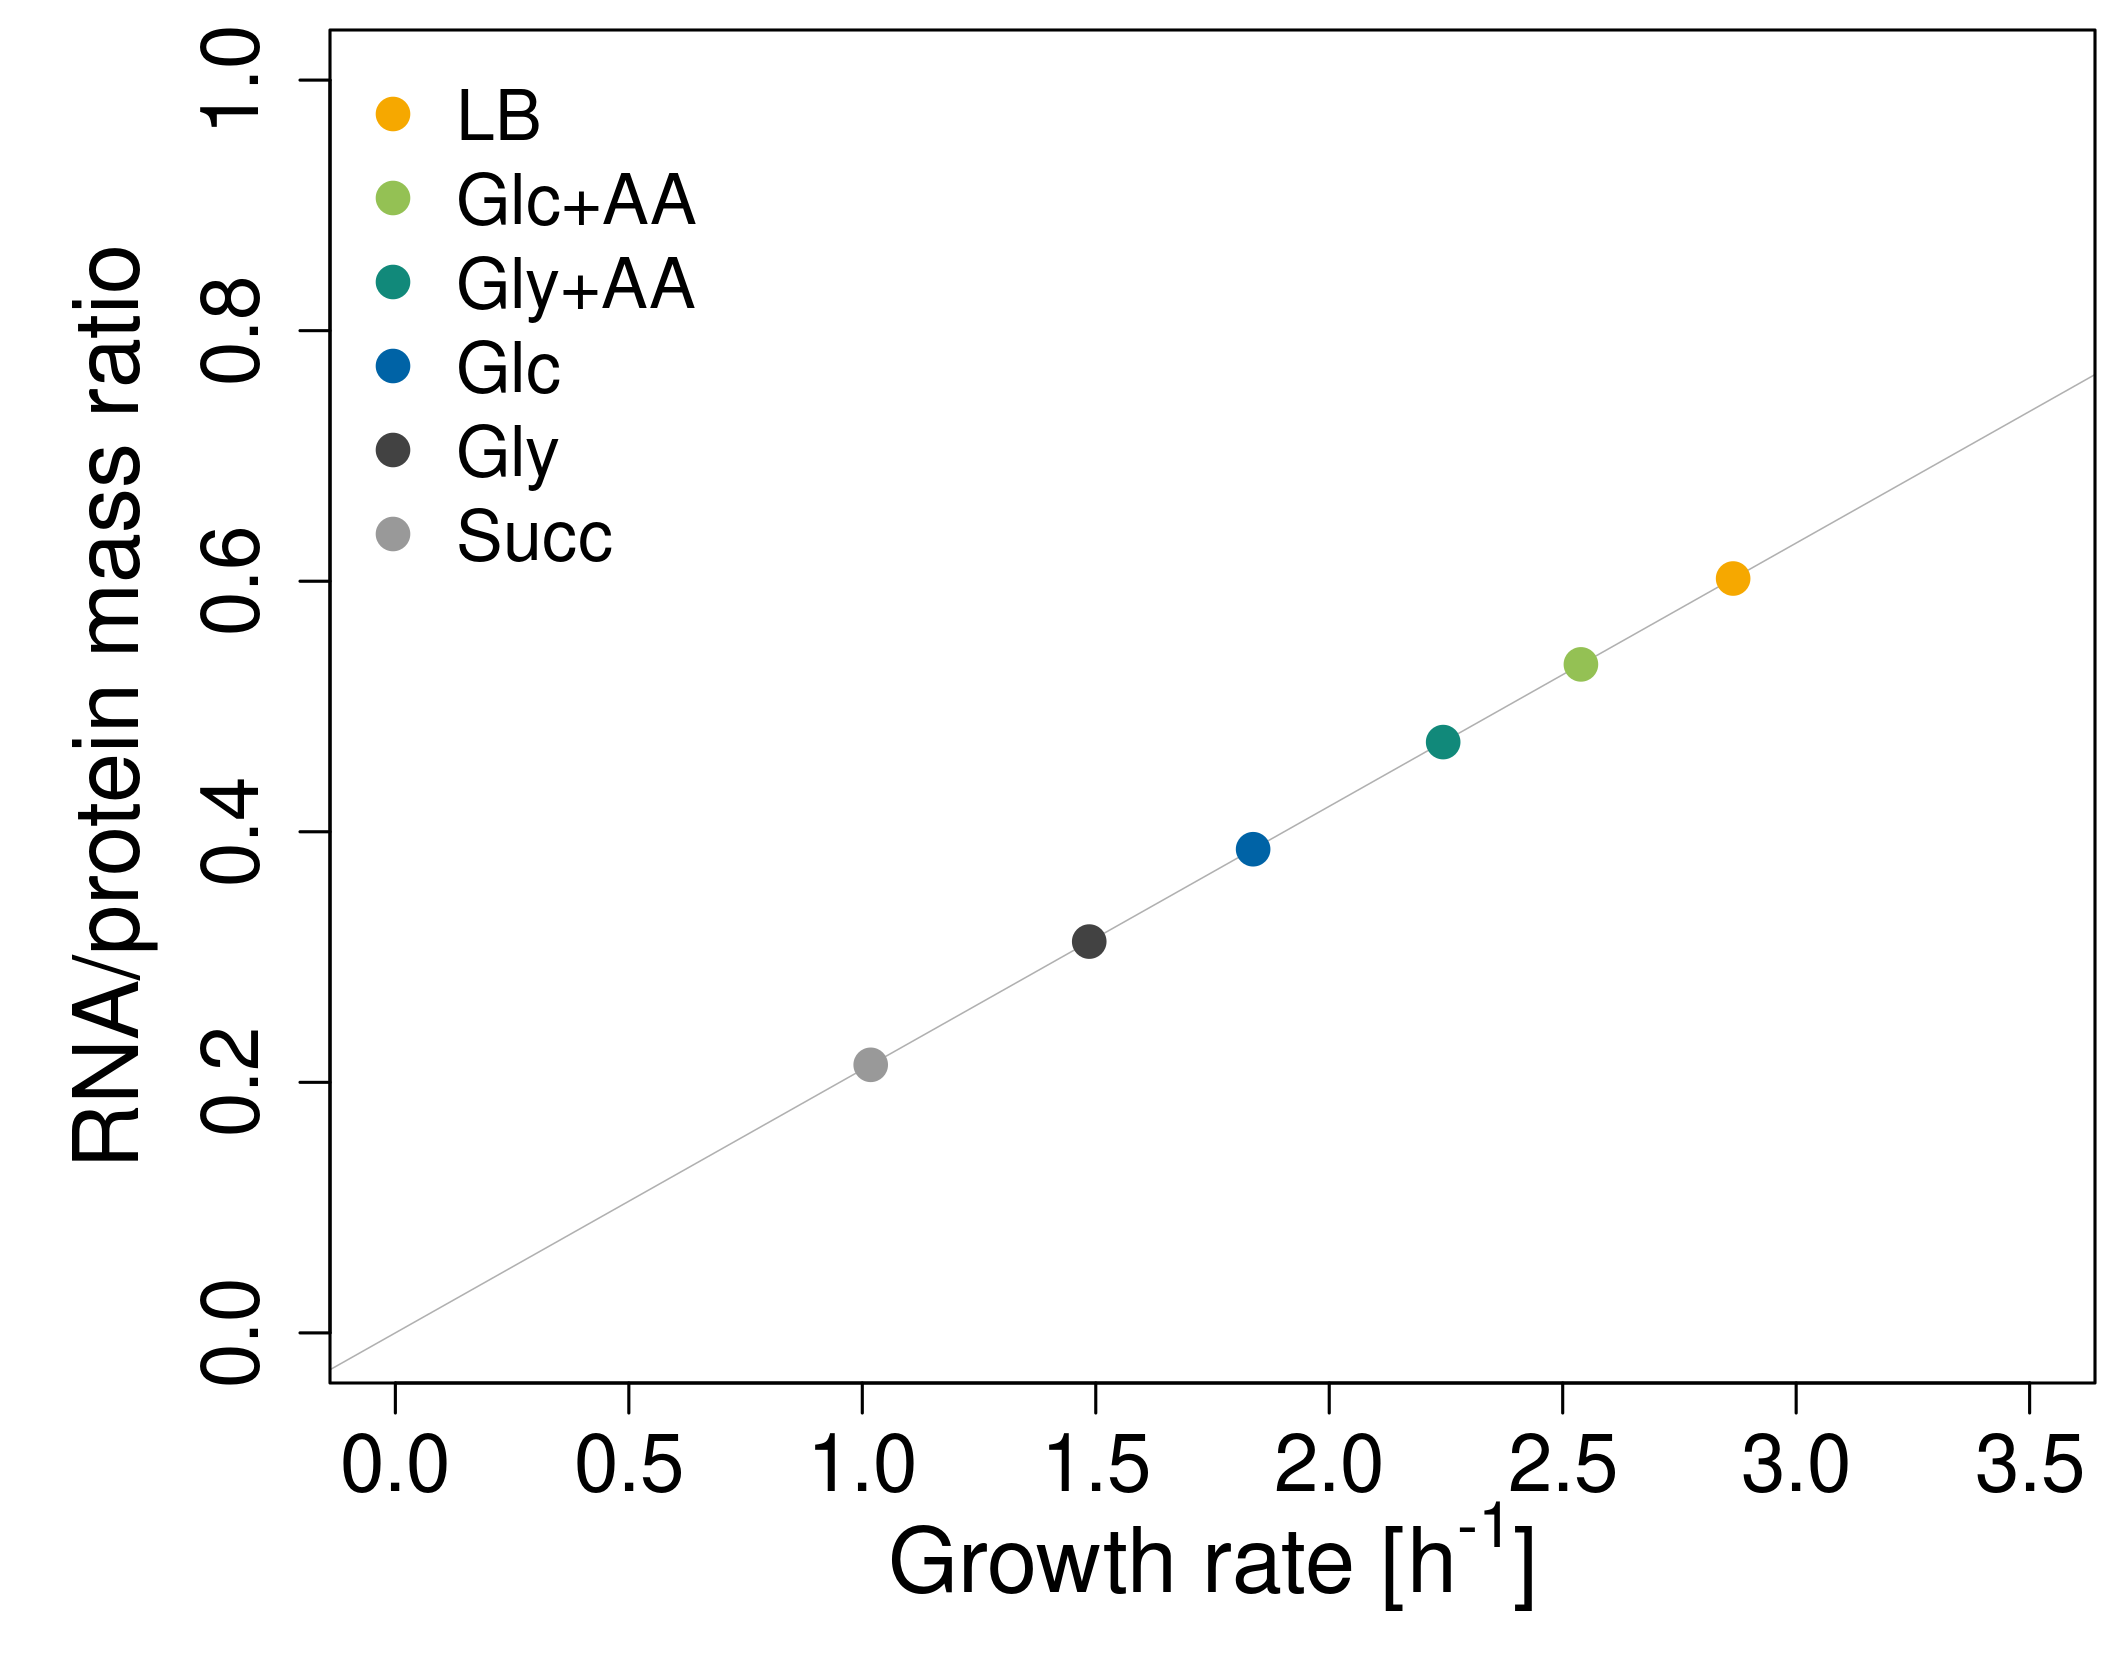 1.0
0.8
0.6
0.4
0.2
0.0
RNA/protein mass ratio
LB
Glc+AA
Gly+AA
Glc
Gly
Succ
0.0 0.5 1.0 1.5 2.0 2.5 3.0 3.5
Growth rate [h⁻¹]